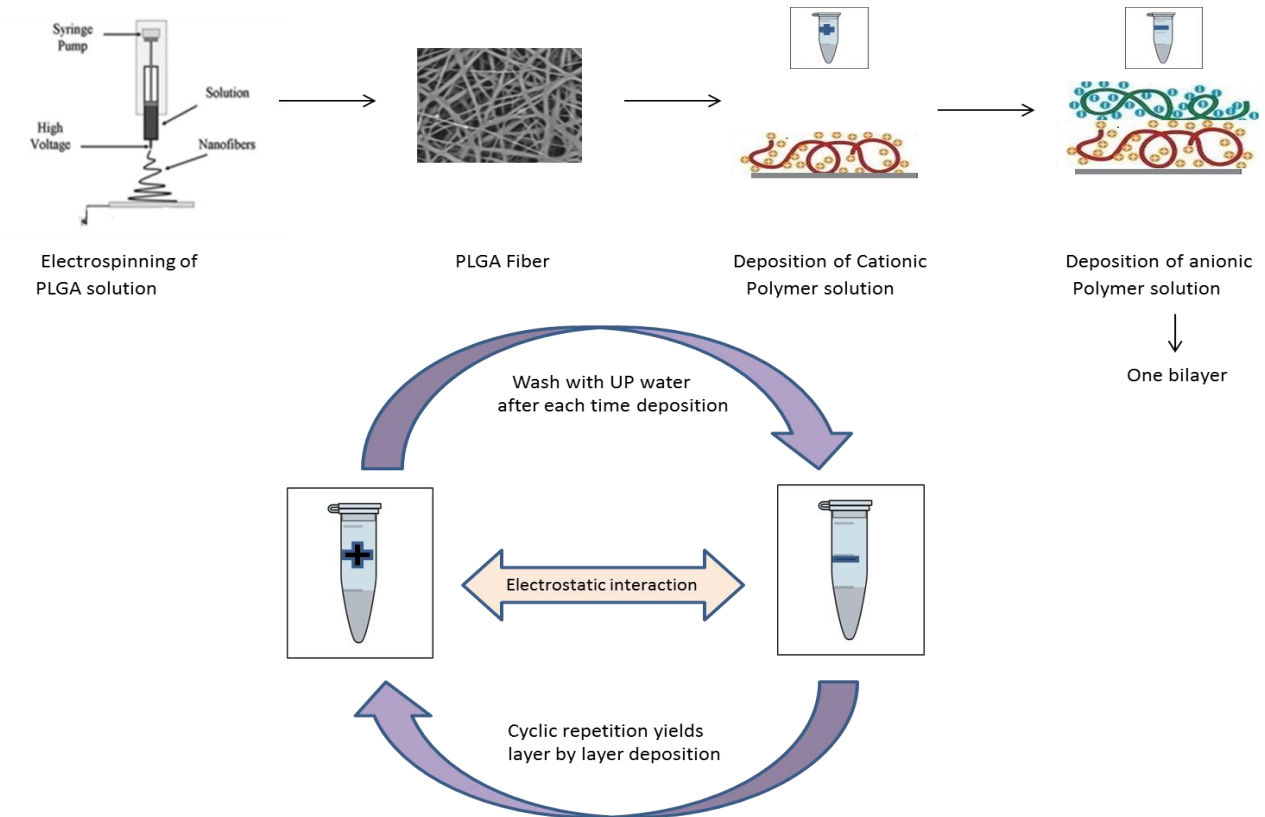 Syringe
Pump
Solution
High
Voltage
Nanofibers
Electrospinning of
PLGA solution
PLGA Fiber
Deposition of Cationic
Polymer solution
Deposition of anionic
Polymer solution
One bilayer
Wash with UP water
after each time deposition
Electrostatic interaction
Cyclic repetition yields
layer by layer deposition